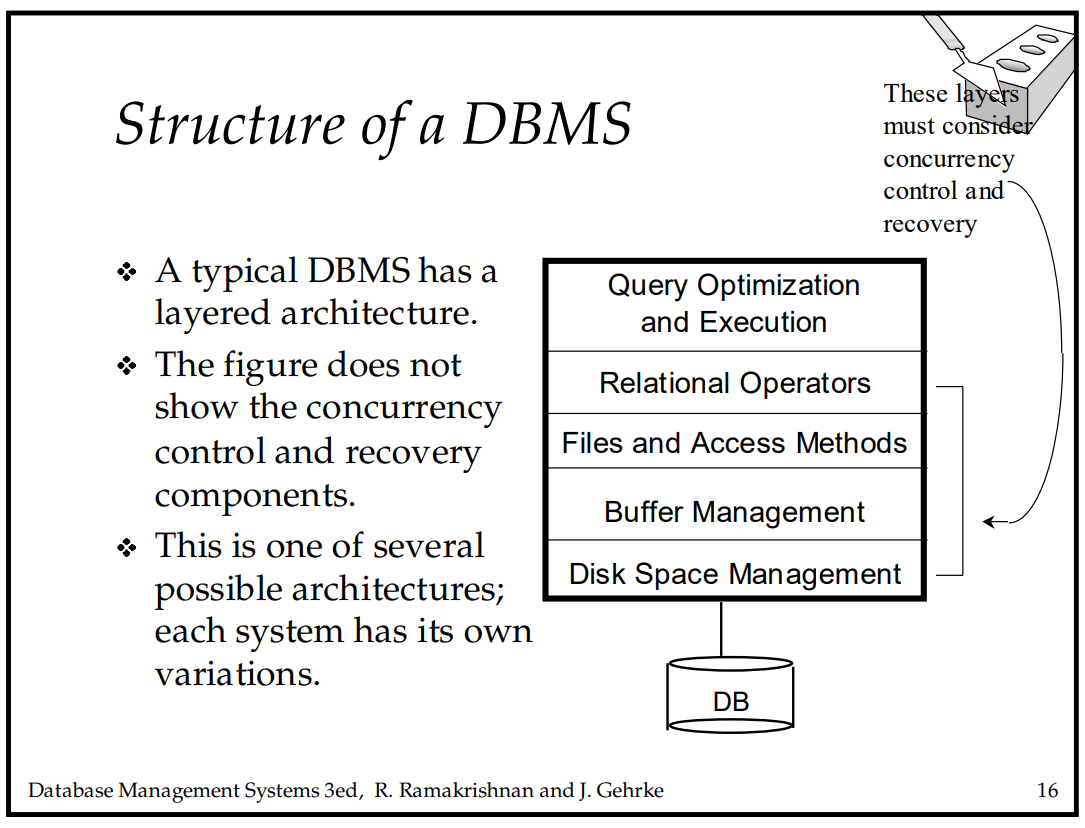 Structure of a DBMS
These layers
must consider
concurrency
control and
recovery
❖ A typical DBMS has a
layered architecture.
❖ The figure does not
show the concurrency
control and recovery
components.
❖ This is one of several
possible architectures;
each system has its own
variations.
Query Optimization
and Execution
Relational Operators
Files and Access Methods
Buffer Management
Disk Space Management
DB
Database Management Systems 3ed, R. Ramakrishnan and J. Gehrke 16